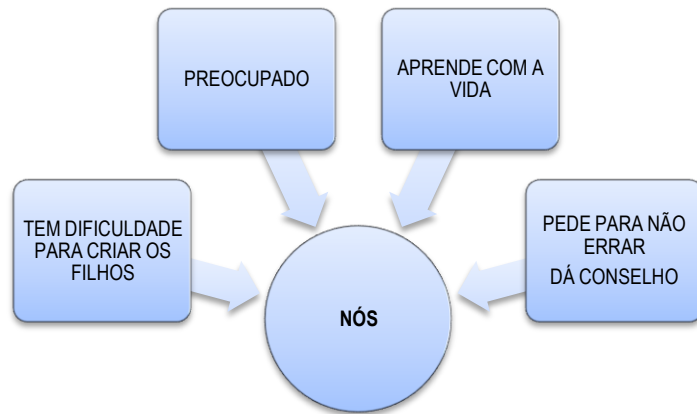 PREOCUPADO
APRENDE COM A
VIDA
TEM DIFICULDADE
PARA CRIAR OS
FILHOS
PEDE PARA NÃO
ERRAR
DÁ CONSELHO
NÓS